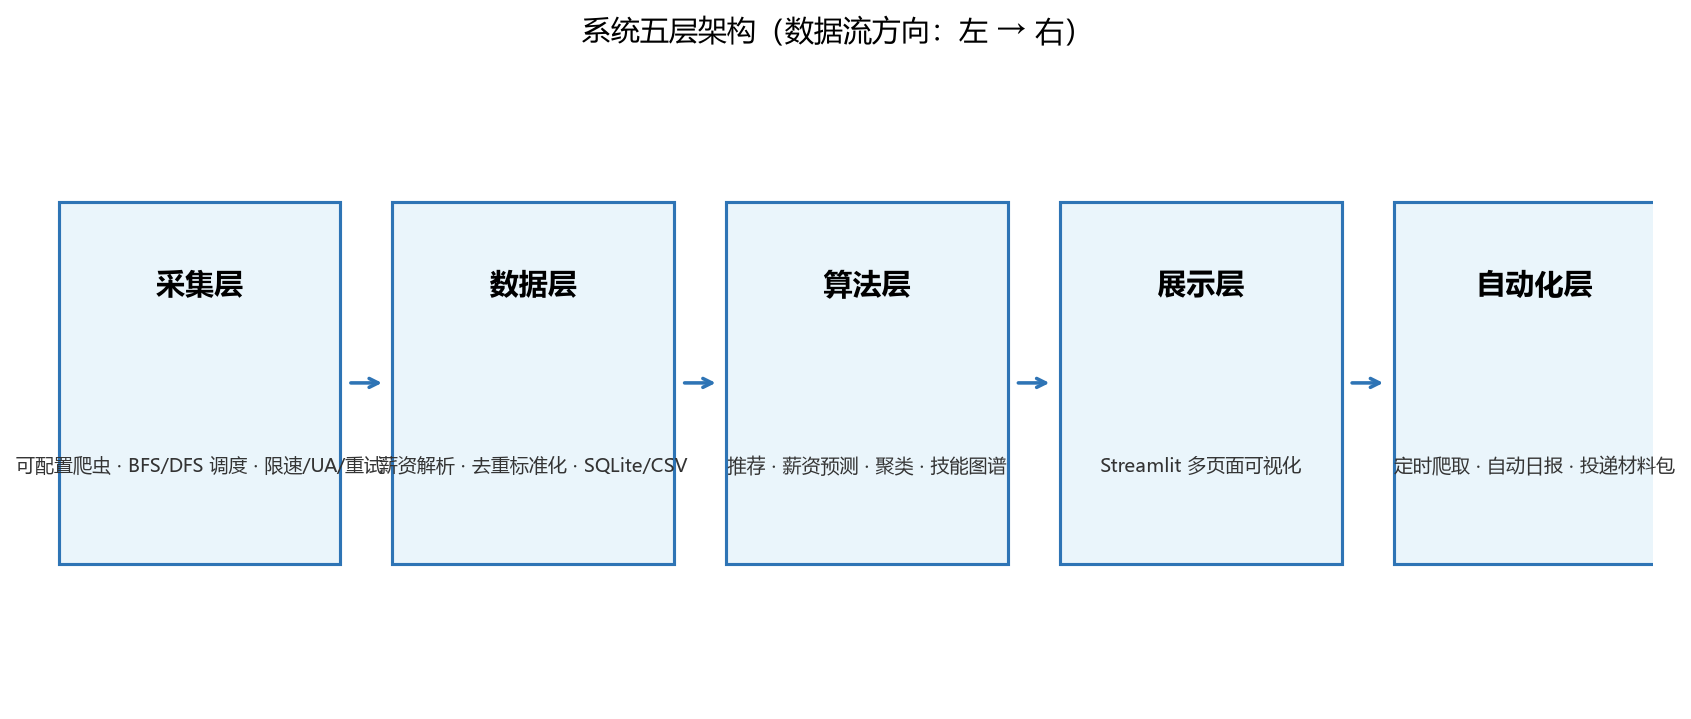 系统五层架构（数据流方向：左 → 右）
采集层
数据层
算法层
展示层
自动化层
可配置爬虫 · BFS/DFS 调度 · 限速/UA/重试
薪资解析 · 去重标准化 · SQLite/CSV
推荐 · 薪资预测 · 聚类 · 技能图谱
Streamlit 多页面可视化
定时爬取 · 自动日报 · 投递材料包